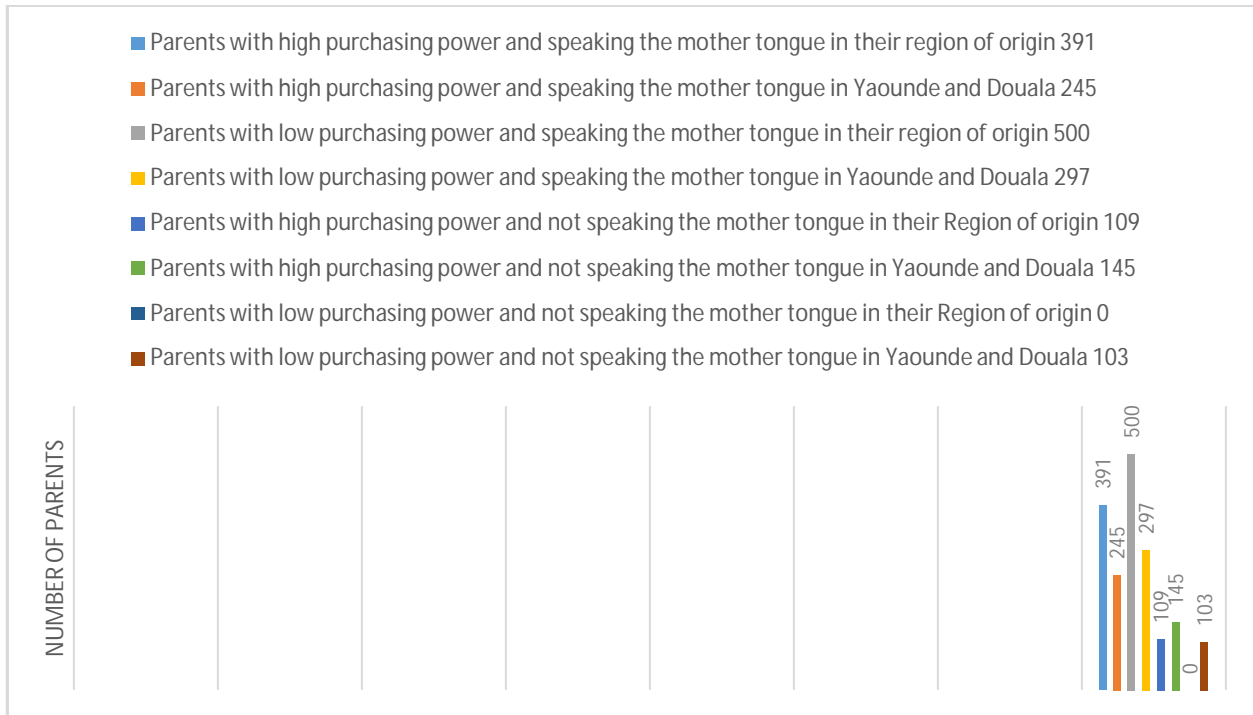 Parents with high purchasing power and speaking the mother tongue in their region of origin 391
Parents with high purchasing power and speaking the mother tongue in Yaounde and Douala 245
Parents with low purchasing power and speaking the mother tongue in their region of origin 500
Parents with low purchasing power and speaking the mother tongue in Yaounde and Douala 297
Parents with high purchasing power and not speaking the mother tongue in their Region of origin 109
Parents with high purchasing power and not speaking the mother tongue in Yaounde and Douala 145
Parents with low purchasing power and not speaking the mother tongue in their Region of origin 0
Parents with low purchasing power and not speaking the mother tongue in Yaounde and Douala 103
NUMBER OF PARENTS
391
245
500
297
109
145
0
103